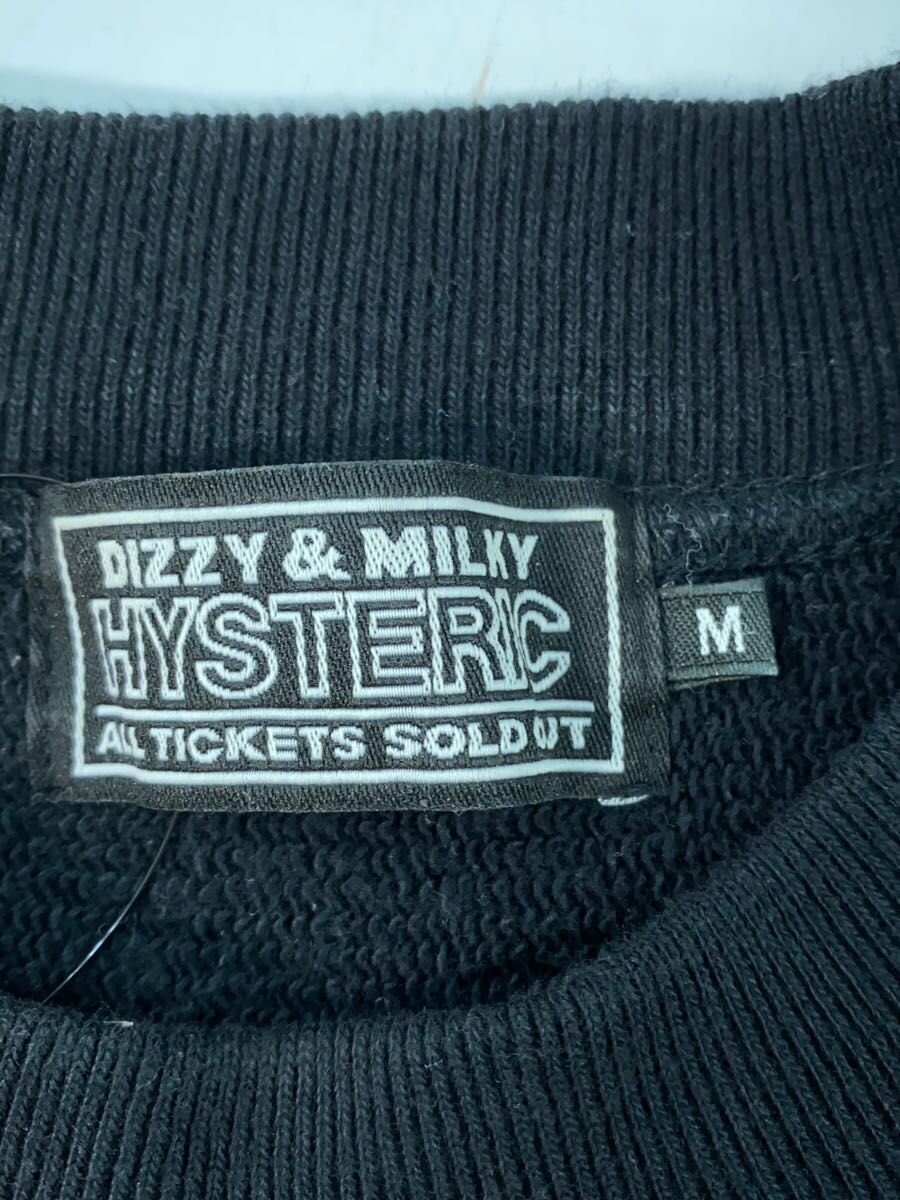 DIZZY & MILKY
HYSTERIC
ALL TICKETS SOLD OUT
M